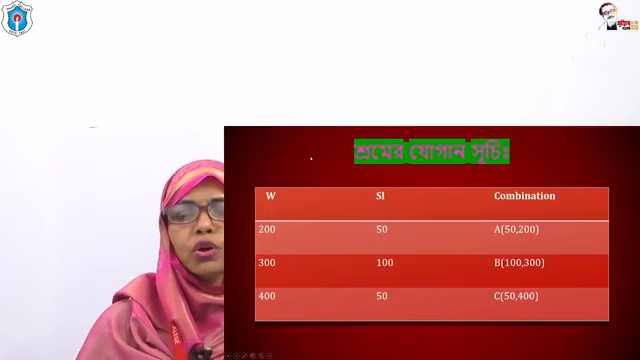 শ্রমের যোগান সূচিঃ
W Sl Combination
200 50 A(50,200)
300 100 B(100,300)
400 50 C(50,400)